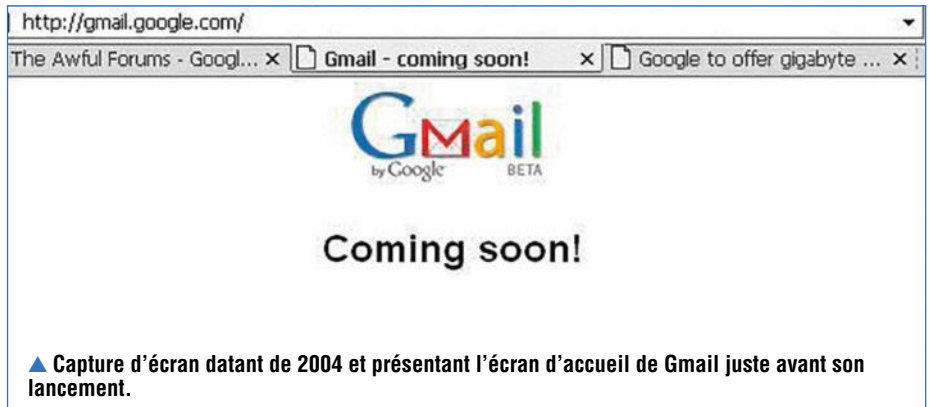 http://gmail.google.com/
The Awful Forums - Googl... × Gmail - coming soon! × Google to offer gigabyte ... ×
Gmail
by Google BETA
Coming soon!
▲ Capture d’écran datant de 2004 et présentant l’écran d’accueil de Gmail juste avant son
lancement.